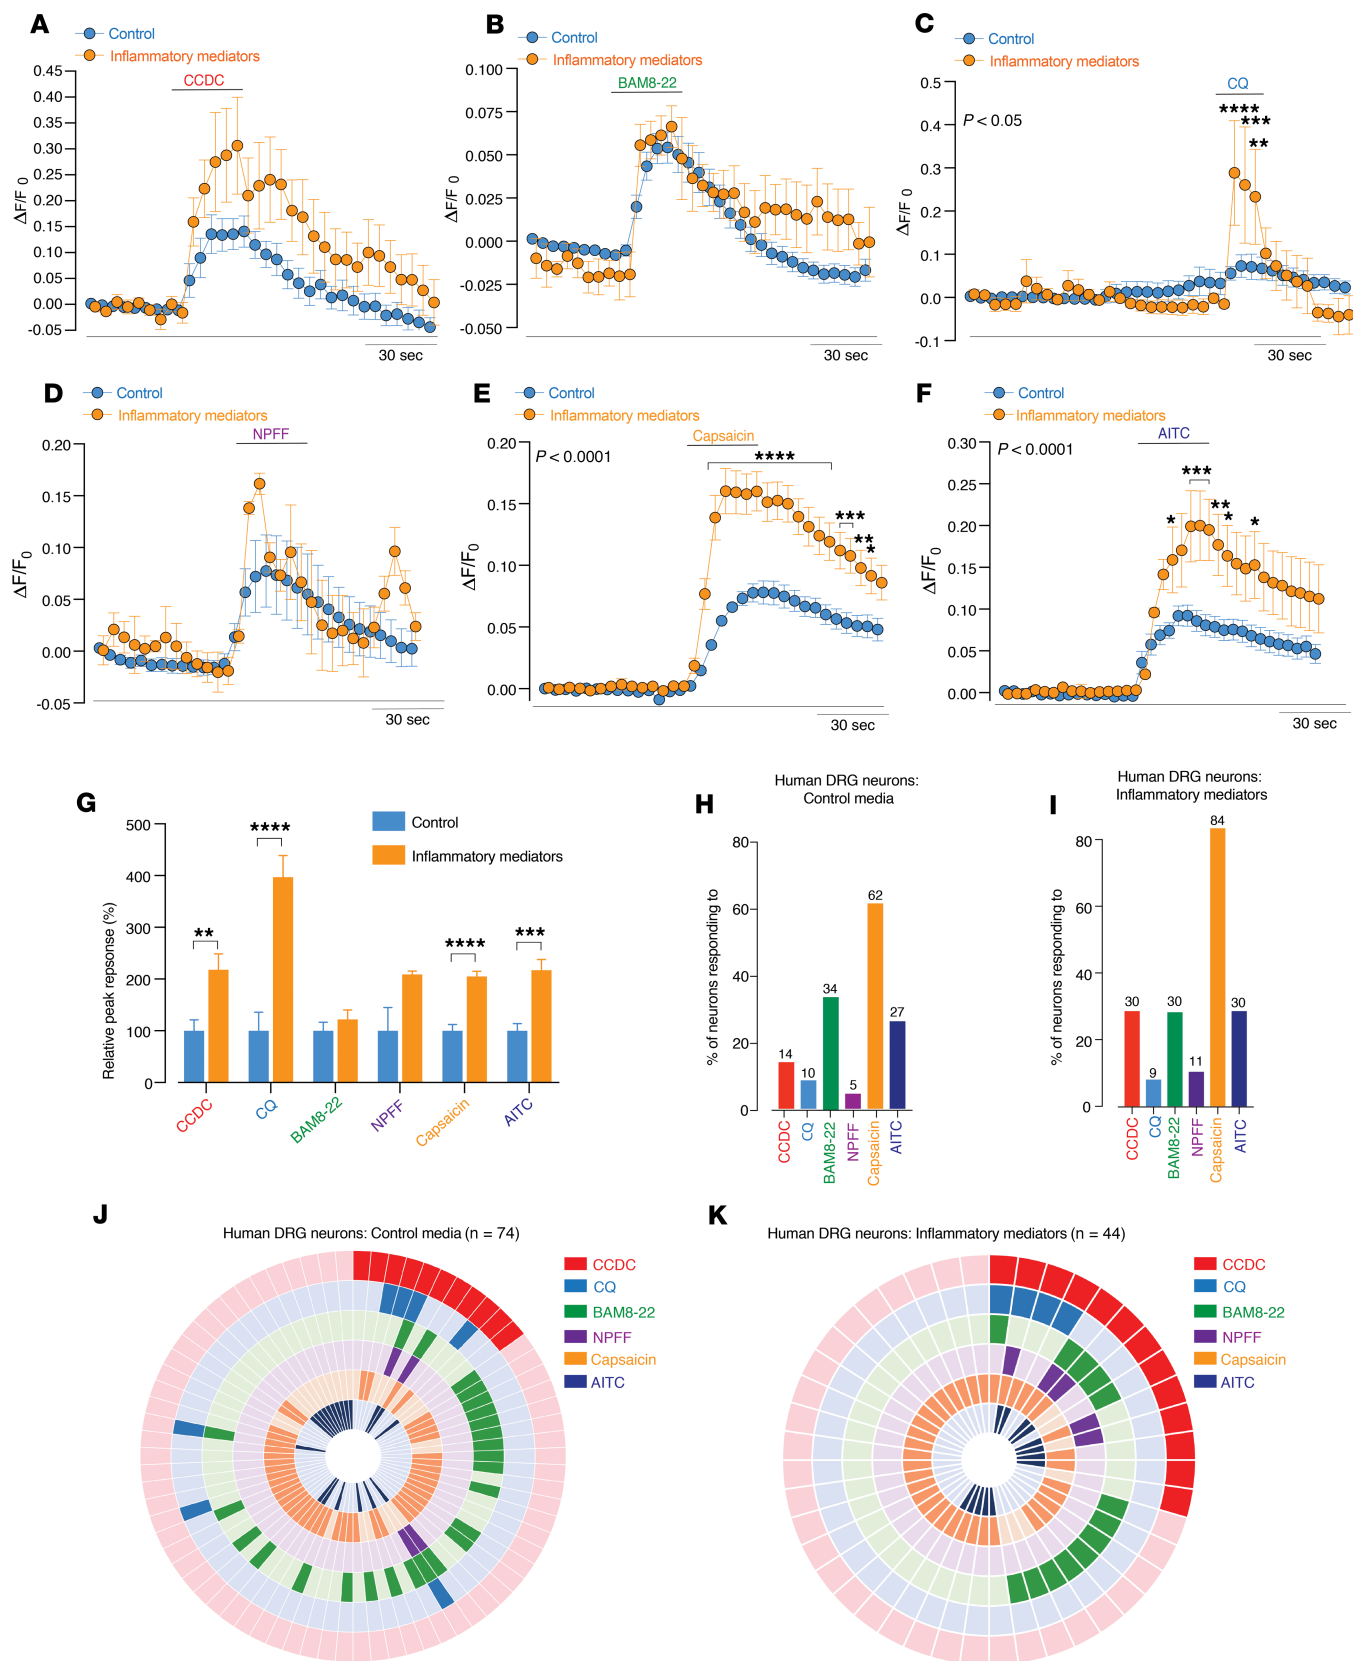 A
Control
Inflammatory mediators
CCDC
ΔF/F 0
0.45
0.40
0.35
0.30
0.25
0.20
0.15
0.10
0.05
0.00
-0.05
30 sec
B
Control
Inflammatory mediators
BAM8-22
ΔF/F 0
0.100
0.075
0.050
0.025
0.000
-0.025
-0.050
30 sec
C
Control
Inflammatory mediators
CQ
P < 0.05
****
***
**
ΔF/F 0
0.5
0.4
0.3
0.2
0.1
0.0
-0.1
30 sec
D
Control
Inflammatory mediators
NPFF
ΔF/F0
0.20
0.15
0.10
0.05
0.00
-0.05
30 sec
E
Control
Inflammatory mediators
Capsaicin
P < 0.0001
****
***
**
*
ΔF/F0
0.20
0.15
0.10
0.05
0.00
30 sec
F
Control
Inflammatory mediators
AITC
P < 0.0001
*
***
**
*
*
ΔF/F0
0.30
0.25
0.20
0.15
0.10
0.05
0.00
30 sec
G
Control
Inflammatory mediators
Relative peak repsonse (%)
500
400
300
200
100
0
**
****
****
***
CCDC
CQ
BAM8-22
NPFF
Capsaicin
AITC
H
Human DRG neurons:
Control media
% of neurons responding to
80
60
40
20
0
14
10
34
5
62
27
CCDC
CQ
BAM8-22
NPFF
Capsaicin
AITC
I
Human DRG neurons:
Inflammatory mediators
% of neurons responding to
80
60
40
20
0
30
9
30
11
84
30
CCDC
CQ
BAM8-22
NPFF
Capsaicin
AITC
J
Human DRG neurons: Control media (n = 74)
CCDC
CQ
BAM8-22
NPFF
Capsaicin
AITC
K
Human DRG neurons: Inflammatory mediators (n = 44)
CCDC
CQ
BAM8-22
NPFF
Capsaicin
AITC